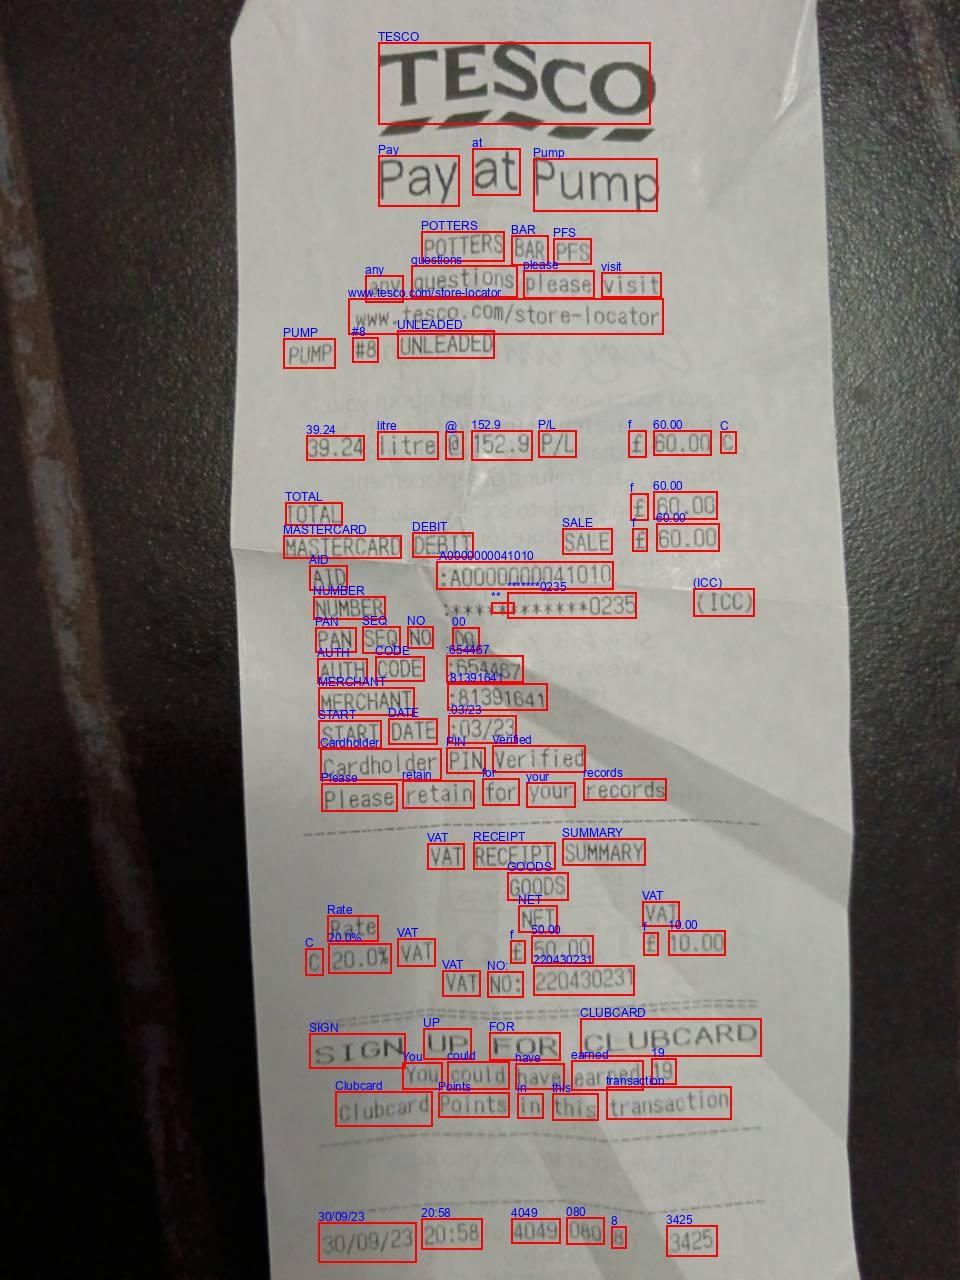 TESCO
Pay at Pump
POTTERS BAR PFS
any questions please visit
www.tesco.com/store-locator
PUMP #8 UNLEADED
39.24 litre @ 152.9 P/L £ 60.00 C
TOTAL £ 60.00
MASTERCARD DEBIT SALE £ 60.00
AID :A0000000041010
NUMBER :************0235 (ICC)
PAN SEQ NO 00
AUTH CODE :654467
MERCHANT :81391641
START DATE :03/23
Cardholder PIN Verified
Please retain for your records
VAT RECEIPT SUMMARY
GOODS
Rate NET VAT
C 20.0% VAT £ 50.00 £ 10.00
VAT NO: 220430231
SIGN UP FOR CLUBCARD
You could have earned 19
Clubcard Points in this transaction
30/09/23 20:58 4049 080 8 3425